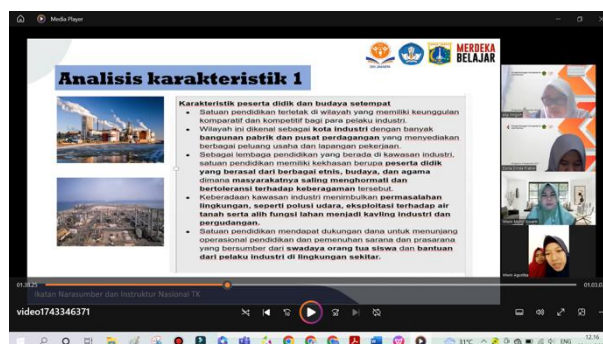 Media Player
MERDEKA
BELAJAR
Analisis karakteristik 1
Karakteristik peserta didik dan budaya setempat
• Satuan pendidikan terletak di wilayah yang memiliki keunggulan
komparatif dan kompetitif bagi para pelaku industri.
• Wilayah ini dikenal sebagai kota industri dengan banyak
bangunan pabrik dan pusat perdagangan yang menyediakan
berbagai peluang usaha dan lapangan pekerjaan.
• Sebagai lembaga pendidikan yang berada di kawasan industri,
satuan pendidikan memiliki kekhasan berupa peserta didik
yang berasal dari berbagai etnis, budaya, dan agama
dimana masyarakatnya saling menghormati dan
bertoleransi terhadap keberagaman tersebut.
• Keberadaan kawasan industri menimbulkan permasalahan
lingkungan, seperti polusi udara, eksploitasi terhadap air
tanah serta alih fungsi lahan menjadi kavling industri dan
pergudangan.
• Satuan pendidikan mendapat dukungan dana untuk menunjang
operasional pendidikan dan pemenuhan sarana dan prasarana
yang bersumber dari swadaya orang tua siswa dan bantuan
dari pelaku industri di lingkungan sekitar.
Ikatan Narasumber dan Instruktur Nasional TK
video1743346371
31°C
ENG
12.16